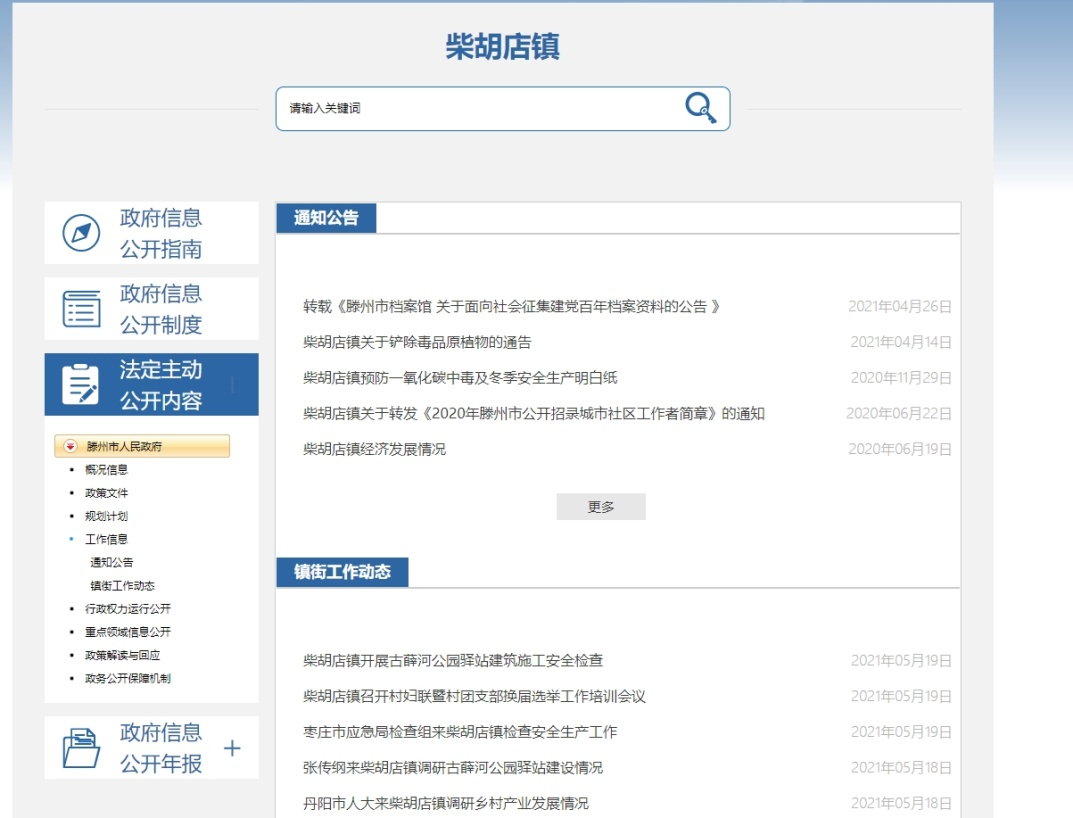 柴胡店镇
请输入关键词
政府信息
公开指南
政府信息
公开制度
法定主动
公开内容
滕州市人民政府
概况信息
政策文件
规划计划
工作信息
通知公告
镇街工作动态
行政权力运行公开
重点领域信息公开
政策解读与回应
政务公开保障机制
政府信息
公开年报
通知公告
转载《滕州市档案馆 关于面向社会征集建党百年档案资料的公告 》 2021年04月26日
柴胡店镇关于铲除毒品原植物的通告 2021年04月14日
柴胡店镇预防一氧化碳中毒及冬季安全生产明白纸 2020年11月29日
柴胡店镇关于转发《2020年滕州市公开招录城市社区工作者简章》的通知 2020年06月22日
柴胡店镇经济发展情况 2020年06月19日
更多
镇街工作动态
柴胡店镇开展古薛河公园驿站建筑施工安全检查 2021年05月19日
柴胡店镇召开村妇联暨村团支部换届选举工作培训会议 2021年05月19日
枣庄市应急局检查组来柴胡店镇检查安全生产工作 2021年05月19日
张传纲来柴胡店镇调研古薛河公园驿站建设情况 2021年05月18日
丹阳市人大来柴胡店镇调研乡村产业发展情况 2021年05月18日